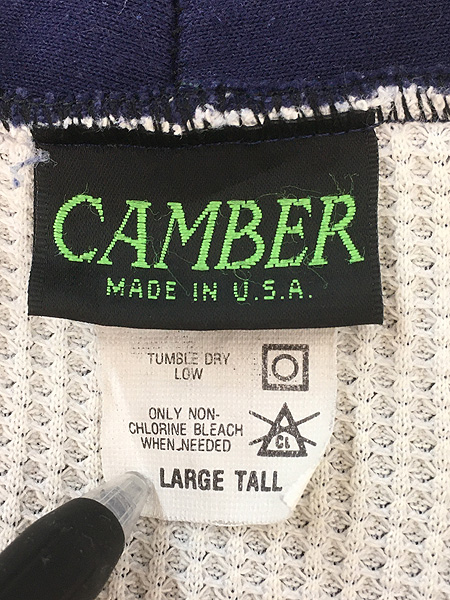 CAMBER
MADE IN U.S.A.
TUMBLE DRY
LOW
ONLY NON-
CHLORINE BLEACH
WHEN NEEDED
CL
LARGE TALL